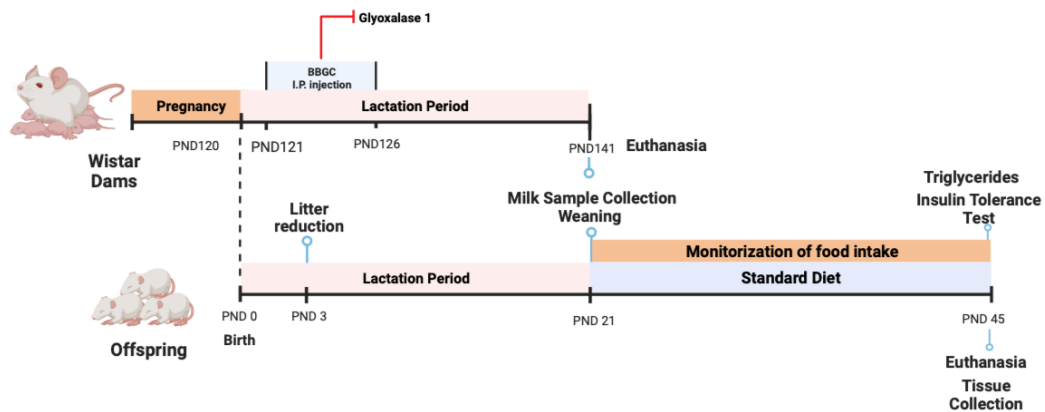 Glyoxalase 1
BBGC
I.P. injection
Pregnancy
Lactation Period
PND120
PND121
PND126
PND141
Euthanasia
Wistar
Dams
Milk Sample Collection
Weaning
Triglycerides
Insulin Tolerance
Test
Litter
reduction
Monitorization of food intake
Lactation Period
Standard Diet
PND 0
PND 3
PND 21
PND 45
Birth
Offspring
Euthanasia
Tissue
Collection